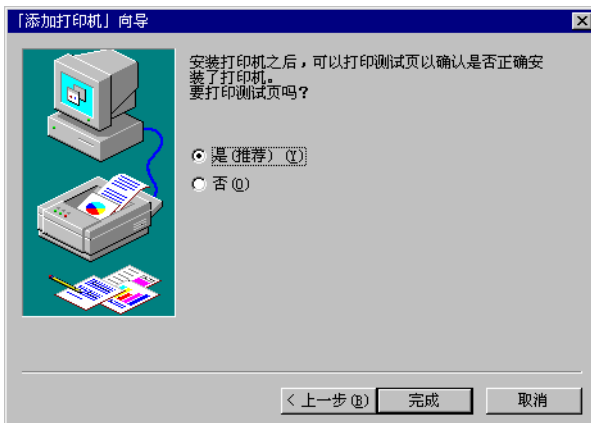 「添加打印机」向导
安装打印机之后，可以打印测试页以确认是否正确安
装了打印机。
要打印测试页吗?
是(推荐) (Y)
否(O)
< 上一步(B)
完成
取消